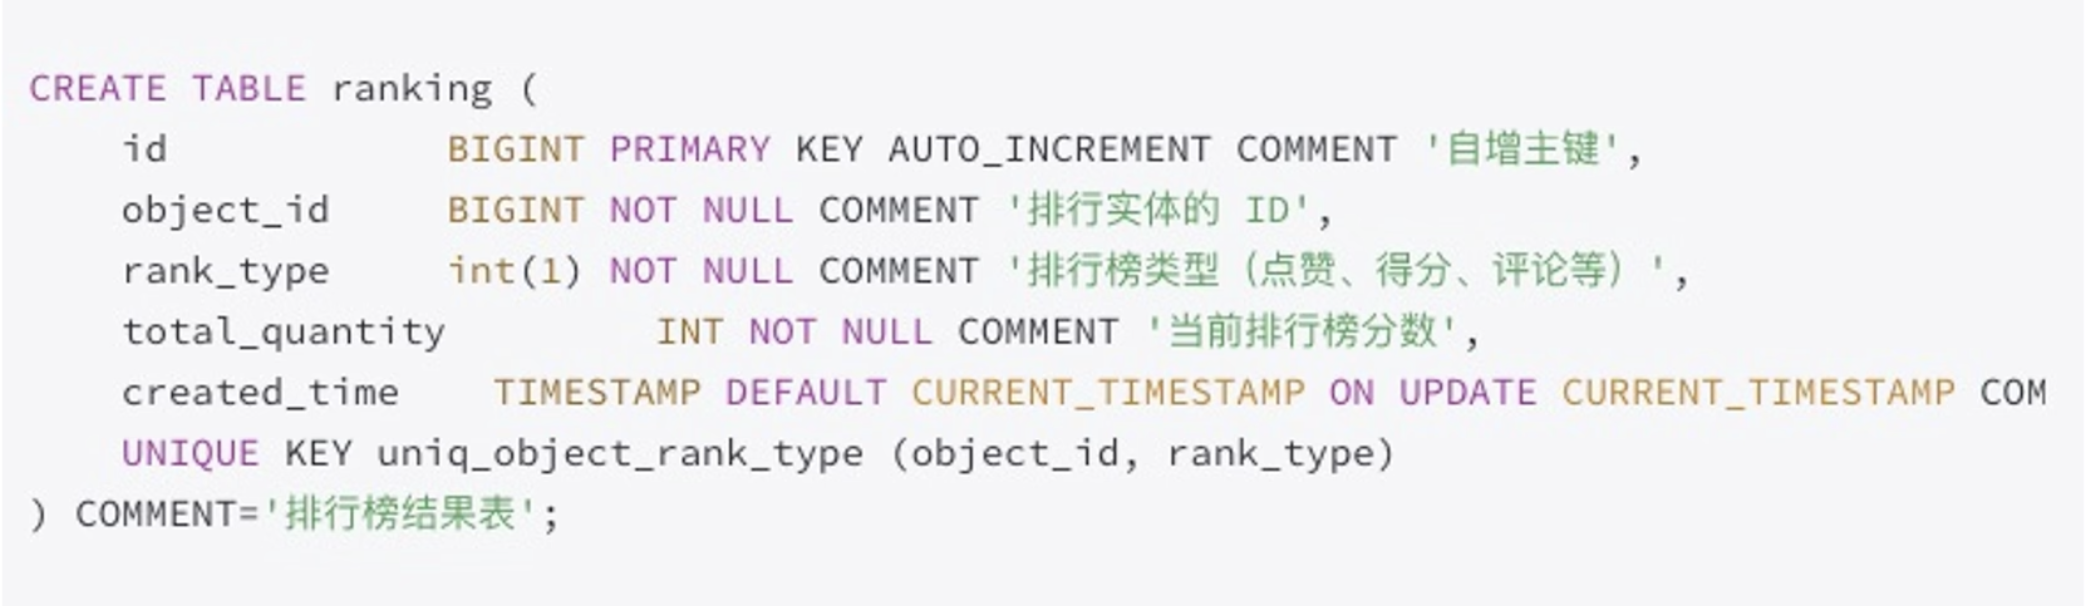 CREATE TABLE ranking (
    id            BIGINT PRIMARY KEY AUTO_INCREMENT COMMENT '自增主键',
    object_id     BIGINT NOT NULL COMMENT '排行实体的 ID',
    rank_type     int(1) NOT NULL COMMENT '排行榜类型（点赞、得分、评论等）',
    total_quantity         INT NOT NULL COMMENT '当前排行榜分数',
    created_time    TIMESTAMP DEFAULT CURRENT_TIMESTAMP ON UPDATE CURRENT_TIMESTAMP COM
    UNIQUE KEY uniq_object_rank_type (object_id, rank_type)
) COMMENT='排行榜结果表';